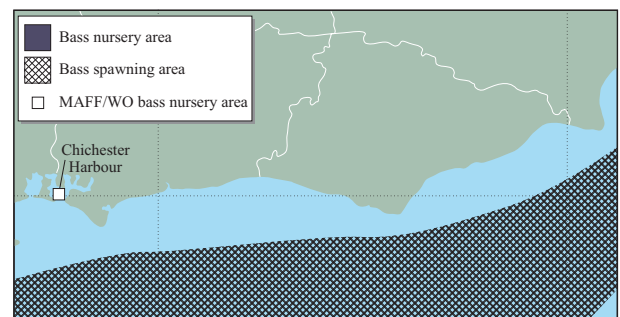 Bass nursery area
Bass spawning area
MAFF/WO bass nursery area
Chichester
Harbour